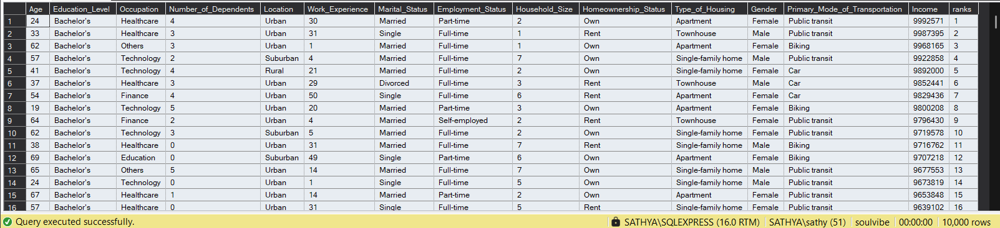 Age Education_Level Occupation Number_of_Dependents Location Work_Experience Marital_Status Employment_Status Household_Size Homeownership_Status Type_of_Housing Gender Primary_Mode_of_Transportation Income ranks
1 24 Bachelor's Healthcare 4 Urban 30 Married Part-time 2 Own Apartment Female Public transit 9992571 1
2 33 Bachelor's Healthcare 3 Urban 31 Single Full-time 1 Rent Townhouse Male Public transit 9987395 2
3 62 Bachelor's Others 3 Urban 1 Married Full-time 1 Own Apartment Female Biking 9968165 3
4 57 Bachelor's Technology 2 Suburban 4 Married Full-time 7 Own Single-family home Male Public transit 9922858 4
5 41 Bachelor's Technology 4 Rural 21 Married Full-time 2 Own Single-family home Female Car 9892000 5
6 37 Bachelor's Healthcare 3 Urban 29 Divorced Full-time 3 Rent Townhouse Male Car 9852441 6
7 54 Bachelor's Finance 4 Urban 50 Single Full-time 6 Rent Apartment Female Car 9829436 7
8 19 Bachelor's Technology 5 Urban 20 Married Part-time 3 Own Apartment Female Biking 9800208 8
9 64 Bachelor's Finance 2 Urban 4 Married Self-employed 2 Rent Townhouse Female Public transit 9796430 9
10 62 Bachelor's Technology 3 Suburban 5 Married Full-time 2 Own Single-family home Female Public transit 9719578 10
11 38 Bachelor's Healthcare 0 Urban 31 Married Full-time 7 Rent Single-family home Male Biking 9716762 11
12 69 Bachelor's Education 0 Suburban 49 Single Part-time 6 Own Apartment Female Biking 9707218 12
13 65 Bachelor's Others 5 Urban 14 Married Full-time 7 Own Single-family home Male Public transit 9677553 13
14 24 Bachelor's Technology 0 Urban 1 Single Full-time 5 Own Single-family home Male Public transit 9673819 14
15 67 Bachelor's Healthcare 1 Urban 14 Married Part-time 2 Own Apartment Female Public transit 9653848 15
16 57 Bachelor's Healthcare 0 Urban 31 Single Full-time 5 Rent Single-family home Female Public transit 9639102 16
Query executed successfully. SATHYA\SQLEXPRESS (16.0 RTM) SATHYA\sathy (51) soulvibe 00:00:00 10,000 rows